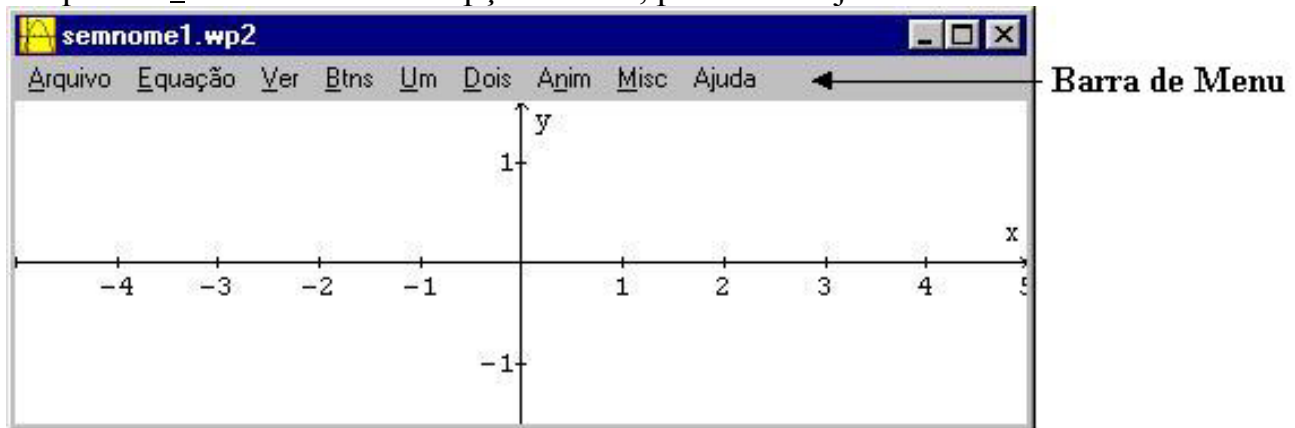 semnome1.wp2
Arquivo Equação Ver Btns Um Dois Anim Misc Ajuda
Barra de Menu
y
1
x
-4 -3 -2 -1 1 2 3 4 5
-1